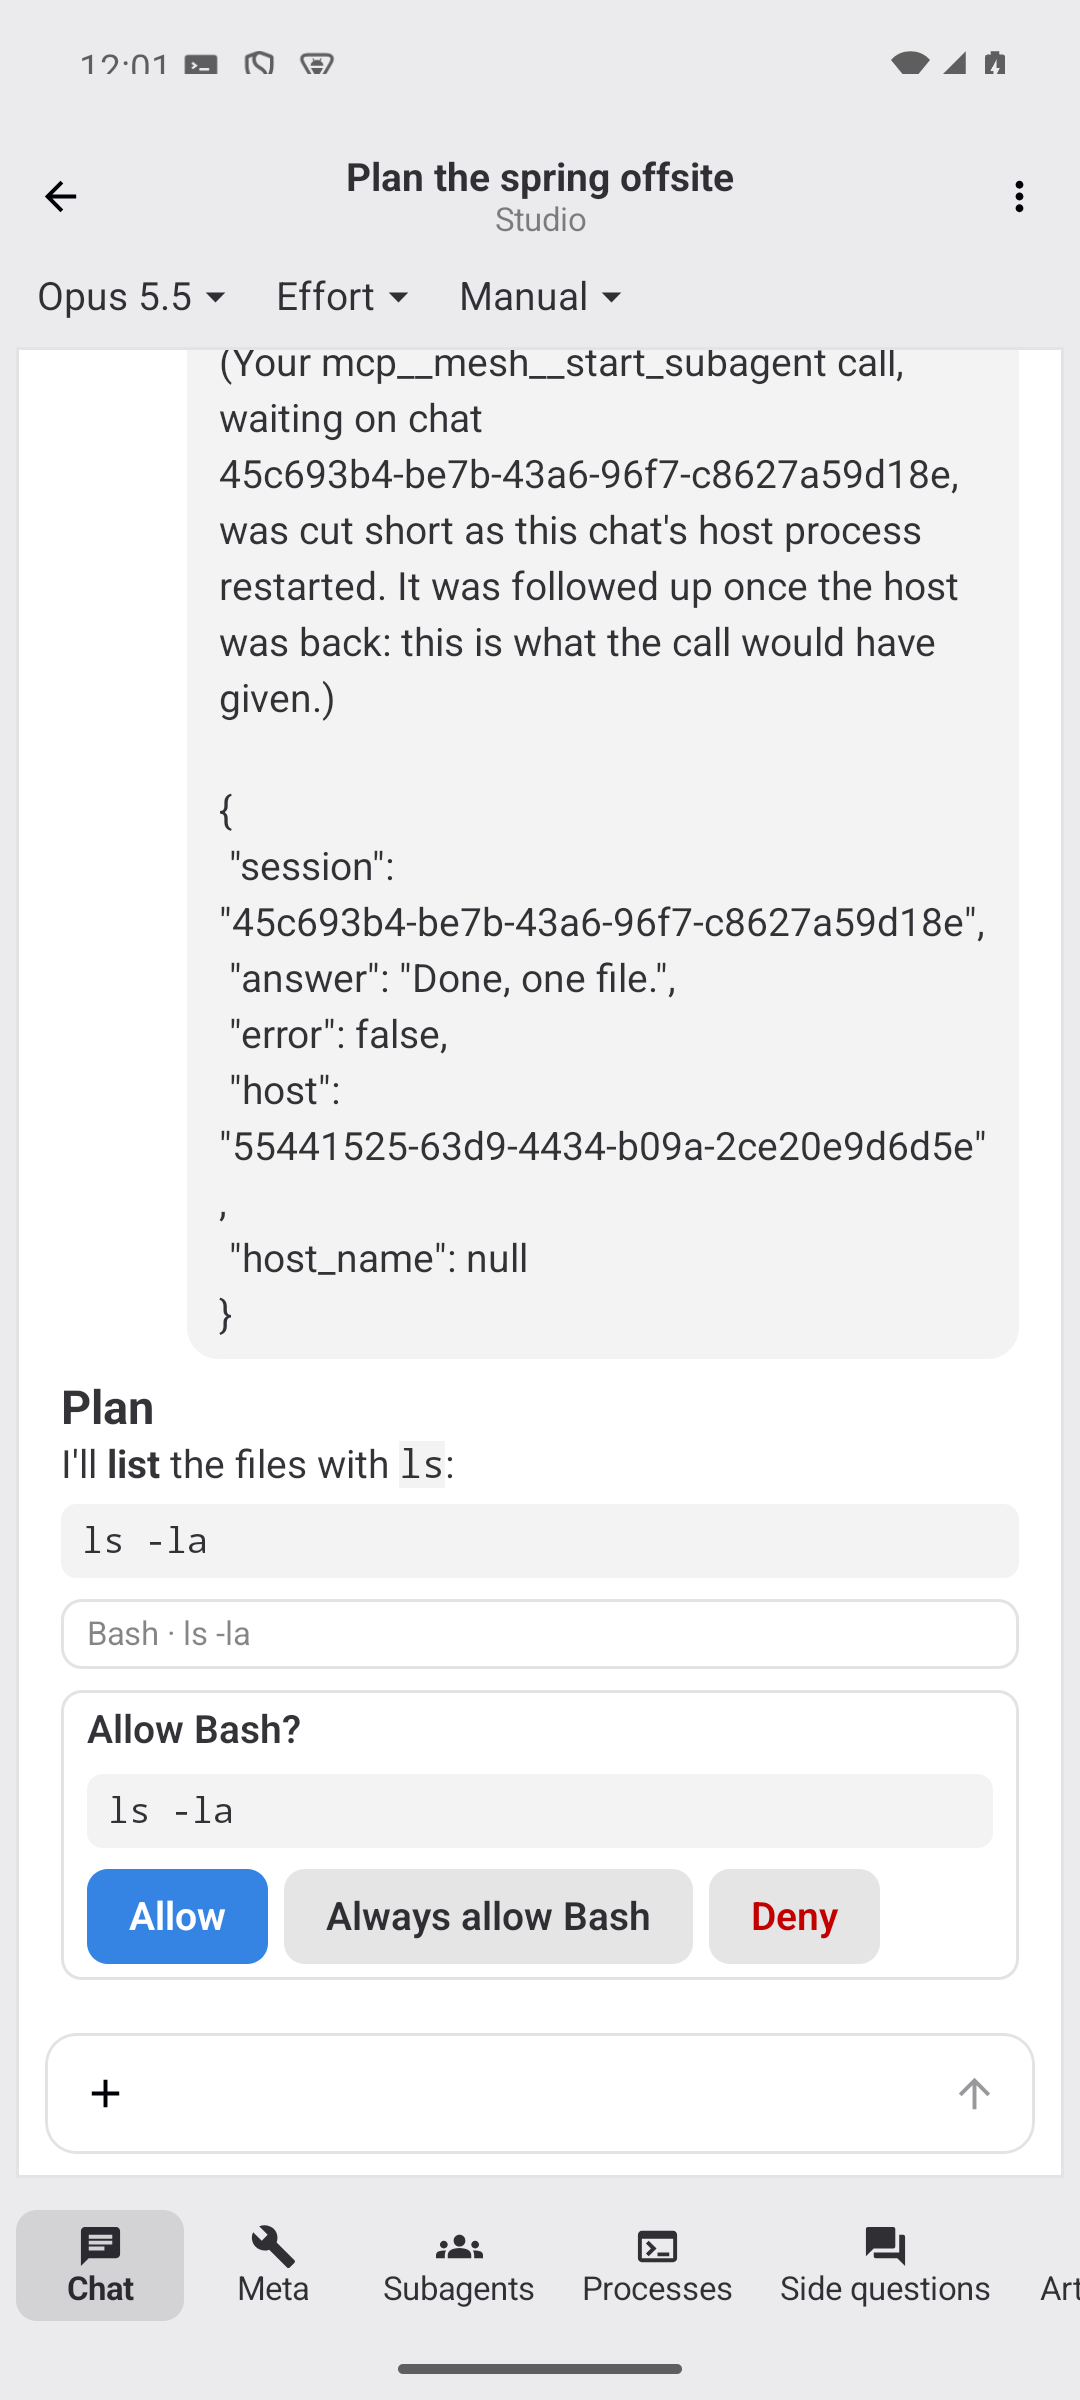 12:01
Plan the spring offsite
Studio
Opus 5.5
Effort
Manual
(Your mcp__mesh__start_subagent call,
waiting on chat
45c693b4-be7b-43a6-96f7-c8627a59d18e,
was cut short as this chat's host process
restarted. It was followed up once the host
was back: this is what the call would have
given.)
{
"session":
"45c693b4-be7b-43a6-96f7-c8627a59d18e",
"answer": "Done, one file.",
"error": false,
"host":
"55441525-63d9-4434-b09a-2ce20e9d6d5e"
,
"host_name": null
}
Plan
I'll list the files with ls:
ls -la
Bash · ls -la
Allow Bash?
ls -la
Allow
Always allow Bash
Deny
Chat
Meta
Subagents
Processes
Side questions
Art